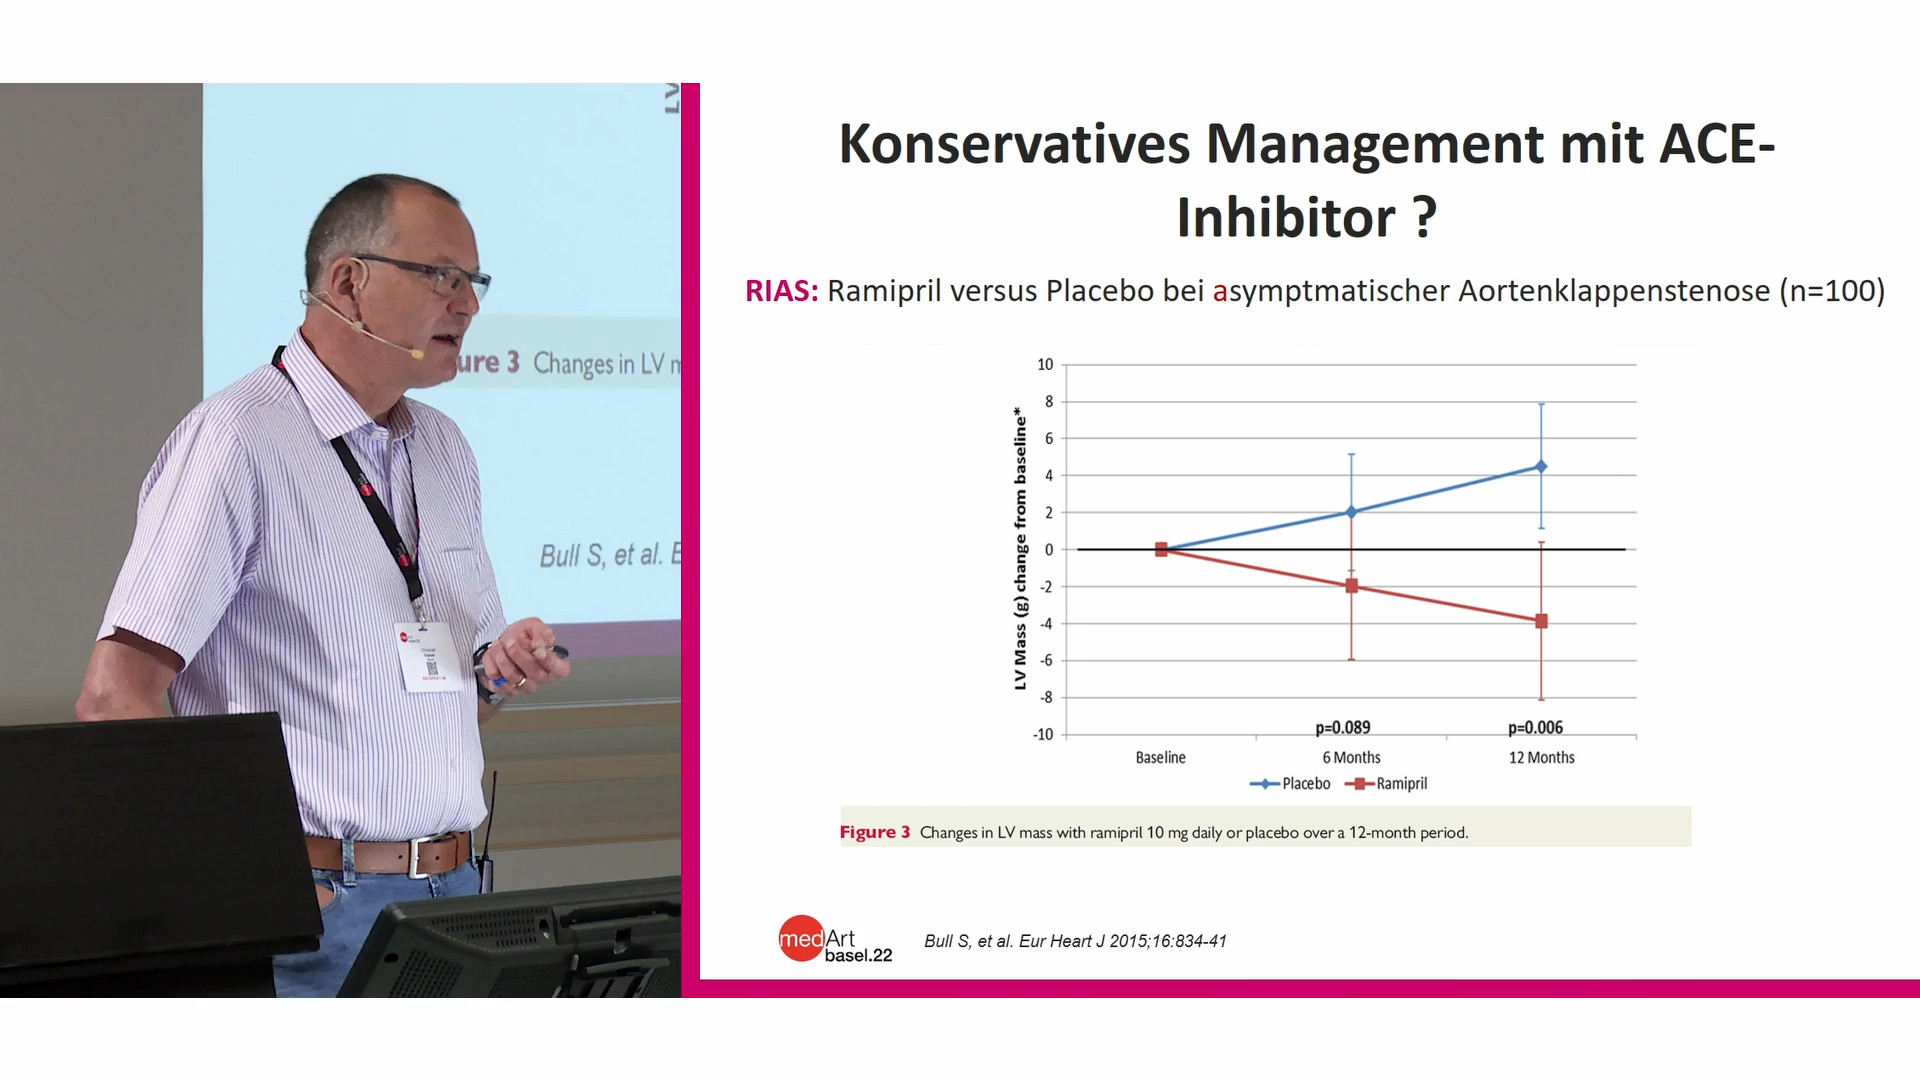 LV
ure 3 Changes in LV m
Bull S, et al. E
Konservatives Management mit ACE-
Inhibitor ?
RIAS: Ramipril versus Placebo bei asymptmatischer Aortenklappenstenose (n=100)
LV Mass (g) change from baseline*
10
8
6
4
2
0
-2
-4
-6
-8
-10
p=0.089 p=0.006
Baseline 6 Months 12 Months
Placebo Ramipril
Figure 3 Changes in LV mass with ramipril 10 mg daily or placebo over a 12-month period.
medArt
basel.22
Bull S, et al. Eur Heart J 2015;16:834-41